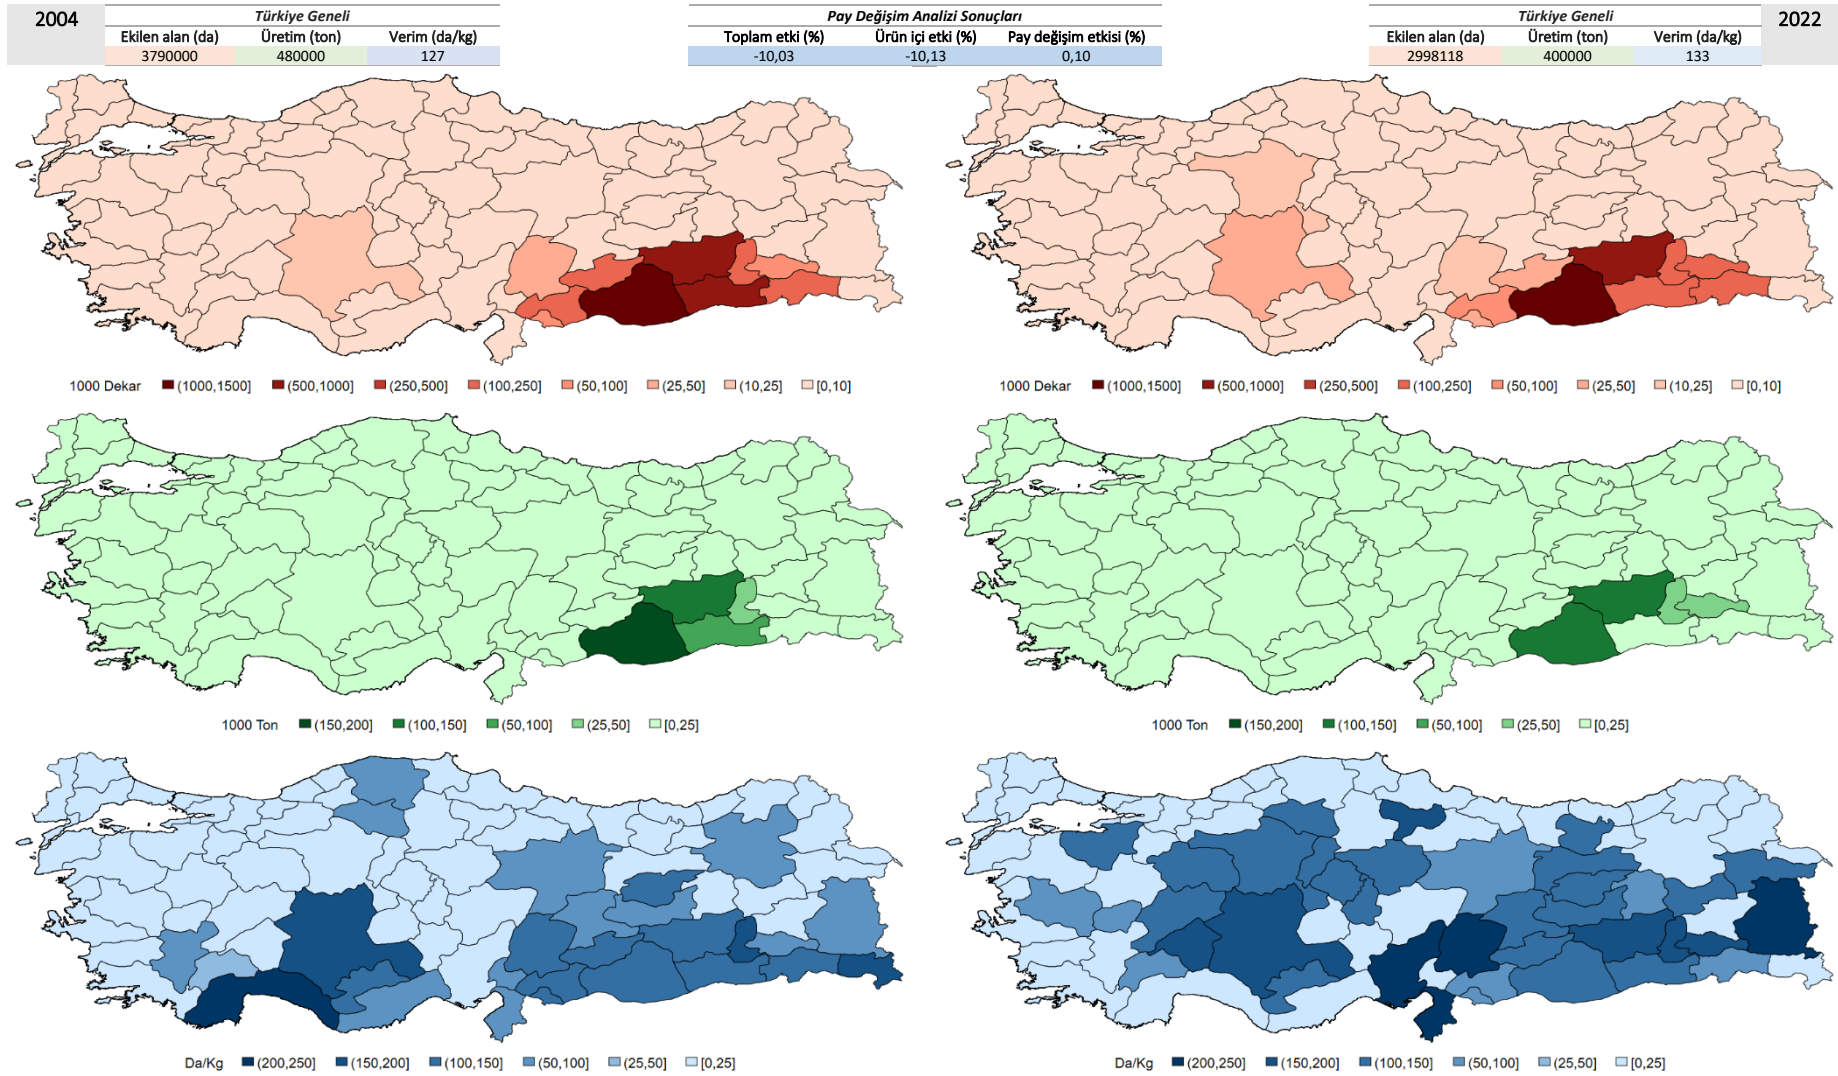 2004
Türkiye Geneli
Ekilen alan (da) Üretim (ton) Verim (da/kg)
3790000 480000 127
Pay Değişim Analizi Sonuçları
Toplam etki (%) Ürün içi etki (%) Pay değişim etkisi (%)
-10,03 -10,13 0,10
Türkiye Geneli
Ekilen alan (da) Üretim (ton) Verim (da/kg)
2998118 400000 133
2022
1000 Dekar (1000,1500] (500,1000] (250,500] (100,250] (50,100] (25,50] (10,25] [0,10]
1000 Dekar (1000,1500] (500,1000] (250,500] (100,250] (50,100] (25,50] (10,25] [0,10]
1000 Ton (150,200] (100,150] (50,100] (25,50] [0,25]
1000 Ton (150,200] (100,150] (50,100] (25,50] [0,25]
Da/Kg (200,250] (150,200] (100,150] (50,100] (25,50] [0,25]
Da/Kg (200,250] (150,200] (100,150] (50,100] (25,50] [0,25]